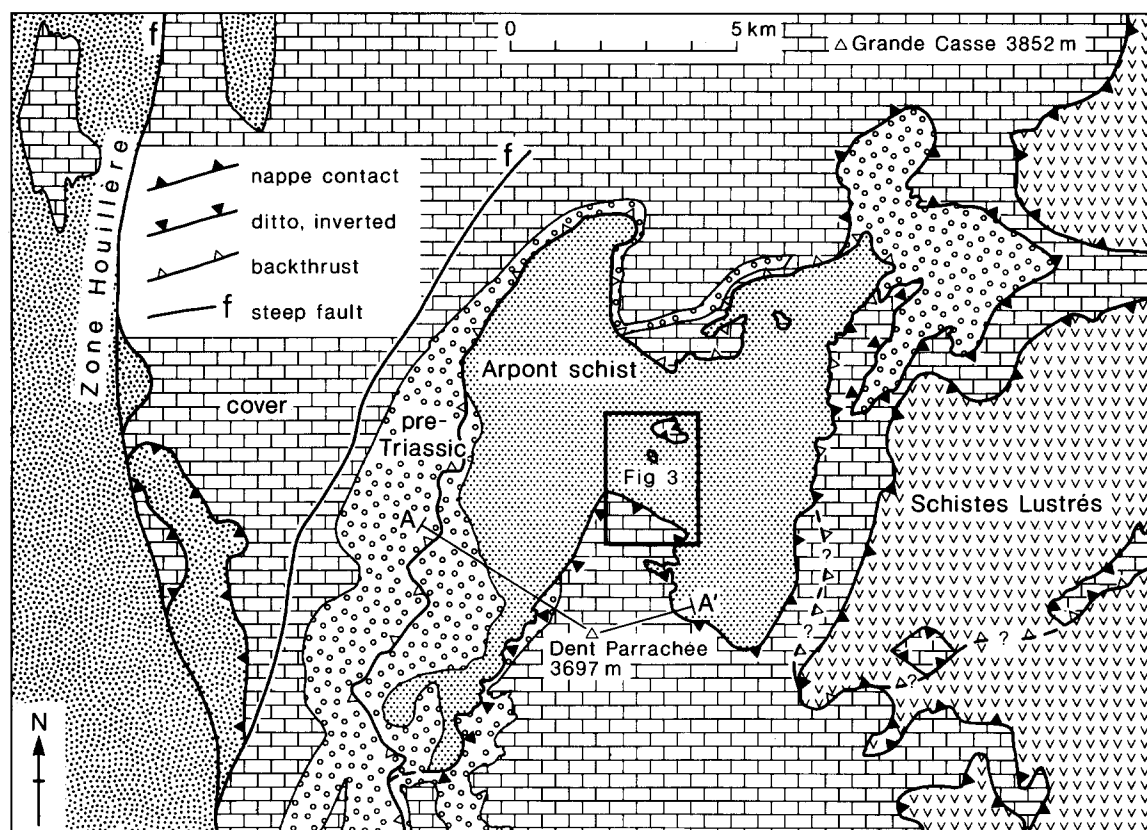 f
0
5 km
Grande Casse 3852 m
Zone Houillère
f
nappe contact
ditto, inverted
backthrust
f steep fault
Arpont schist
cover
pre-
Triassic
Fig 3
Schistes Lustrés
A
A'
?
?
?
?
Dent Parrachée
3697 m
N